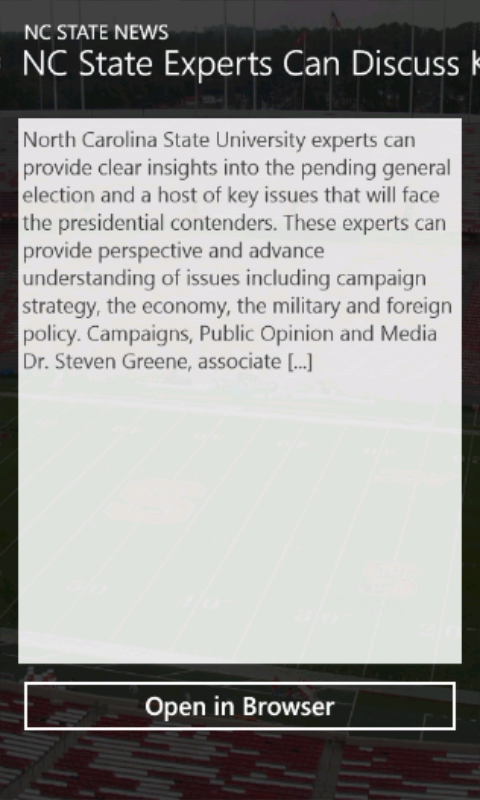 NC STATE NEWS
NC State Experts Can Discuss
North Carolina State University experts can
provide clear insights into the pending general
election and a host of key issues that will face
the presidential contenders. These experts can
provide perspective and advance
understanding of issues including campaign
strategy, the economy, the military and foreign
policy. Campaigns, Public Opinion and Media
Dr. Steven Greene, associate [...]
Open in Browser